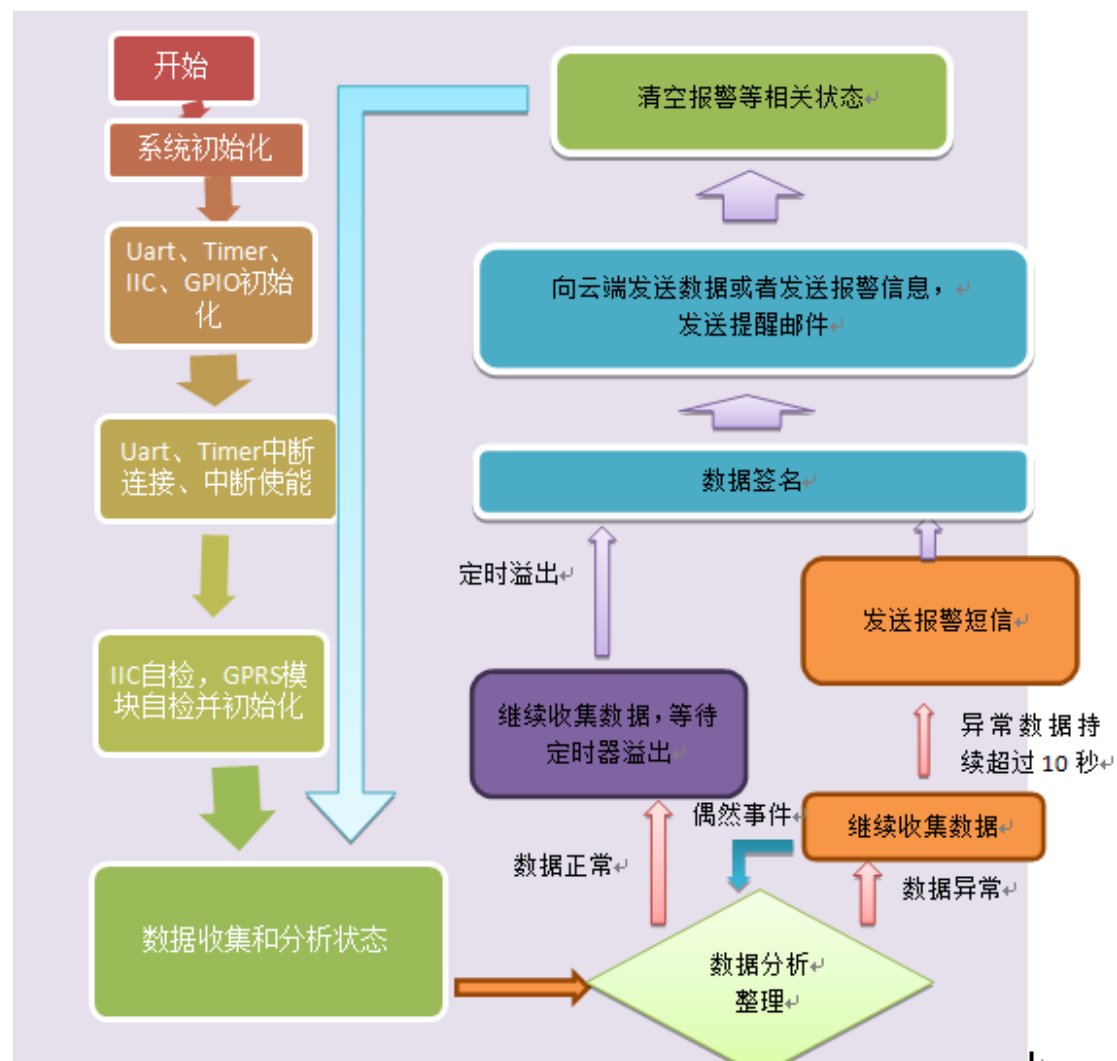 开始
系统初始化
Uart、Timer、
IIC、GPIO初始
化
Uart、Timer中断
连接、中断使能
IIC自检，GPRS模
块自检并初始化
数据收集和分析状态
数据分析
整理
数据正常
继续收集数据，等待
定时器溢出
定时溢出
偶然事件
数据异常
继续收集数据
异常数据持
续超过 10 秒
发送报警短信
数据签名
向云端发送数据或者发送报警信息，
发送提醒邮件
清空报警等相关状态